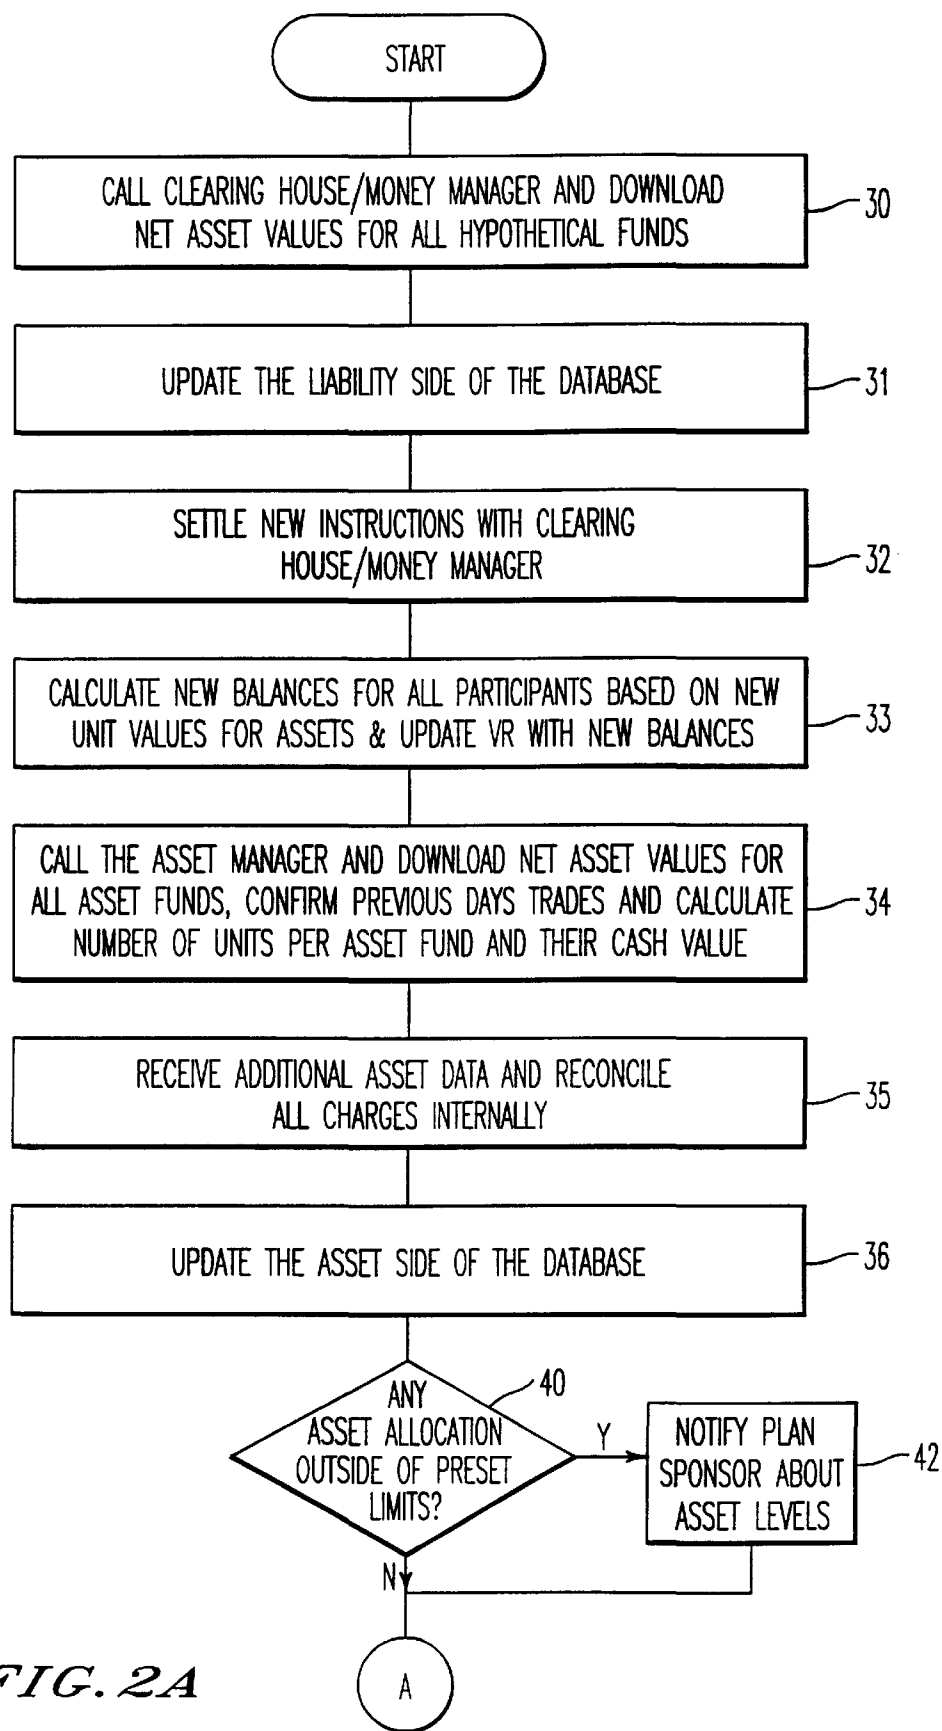 START
CALL CLEARING HOUSE/MONEY MANAGER AND DOWNLOAD
NET ASSET VALUES FOR ALL HYPOTHETICAL FUNDS
30
UPDATE THE LIABILITY SIDE OF THE DATABASE
31
SETTLE NEW INSTRUCTIONS WITH CLEARING
HOUSE/MONEY MANAGER
32
CALCULATE NEW BALANCES FOR ALL PARTICIPANTS BASED ON NEW
UNIT VALUES FOR ASSETS & UPDATE VR WITH NEW BALANCES
33
CALL THE ASSET MANAGER AND DOWNLOAD NET ASSET VALUES FOR
ALL ASSET FUNDS, CONFIRM PREVIOUS DAYS TRADES AND CALCULATE
NUMBER OF UNITS PER ASSET FUND AND THEIR CASH VALUE
34
RECEIVE ADDITIONAL ASSET DATA AND RECONCILE
ALL CHARGES INTERNALLY
35
UPDATE THE ASSET SIDE OF THE DATABASE
36
ANY
ASSET ALLOCATION
OUTSIDE OF PRESET
LIMITS?
40
Y
NOTIFY PLAN
SPONSOR ABOUT
ASSET LEVELS
42
N
A
FIG. 2A